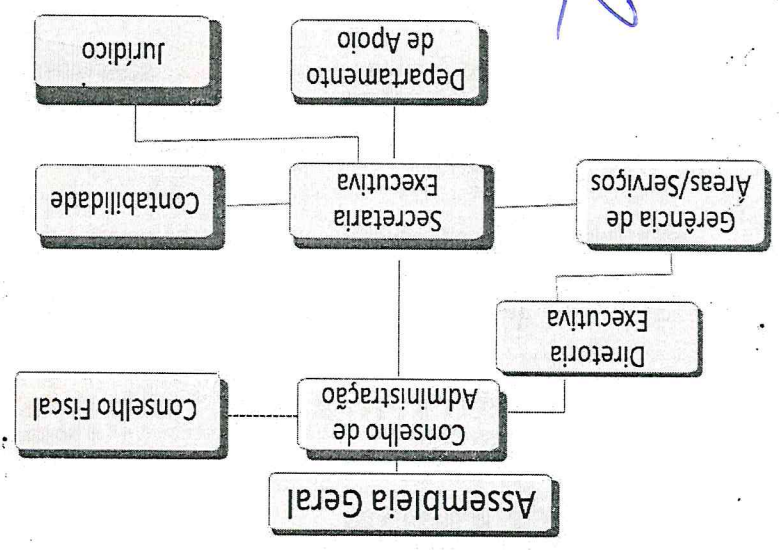 Assembleia Geral
Conselho de
Administração
Conselho Fiscal
Diretoria
Executiva
Gerência de
Áreas/Serviços
Secretaria
Executiva
Contabilidade
Departamento
de Apoio
Jurídico